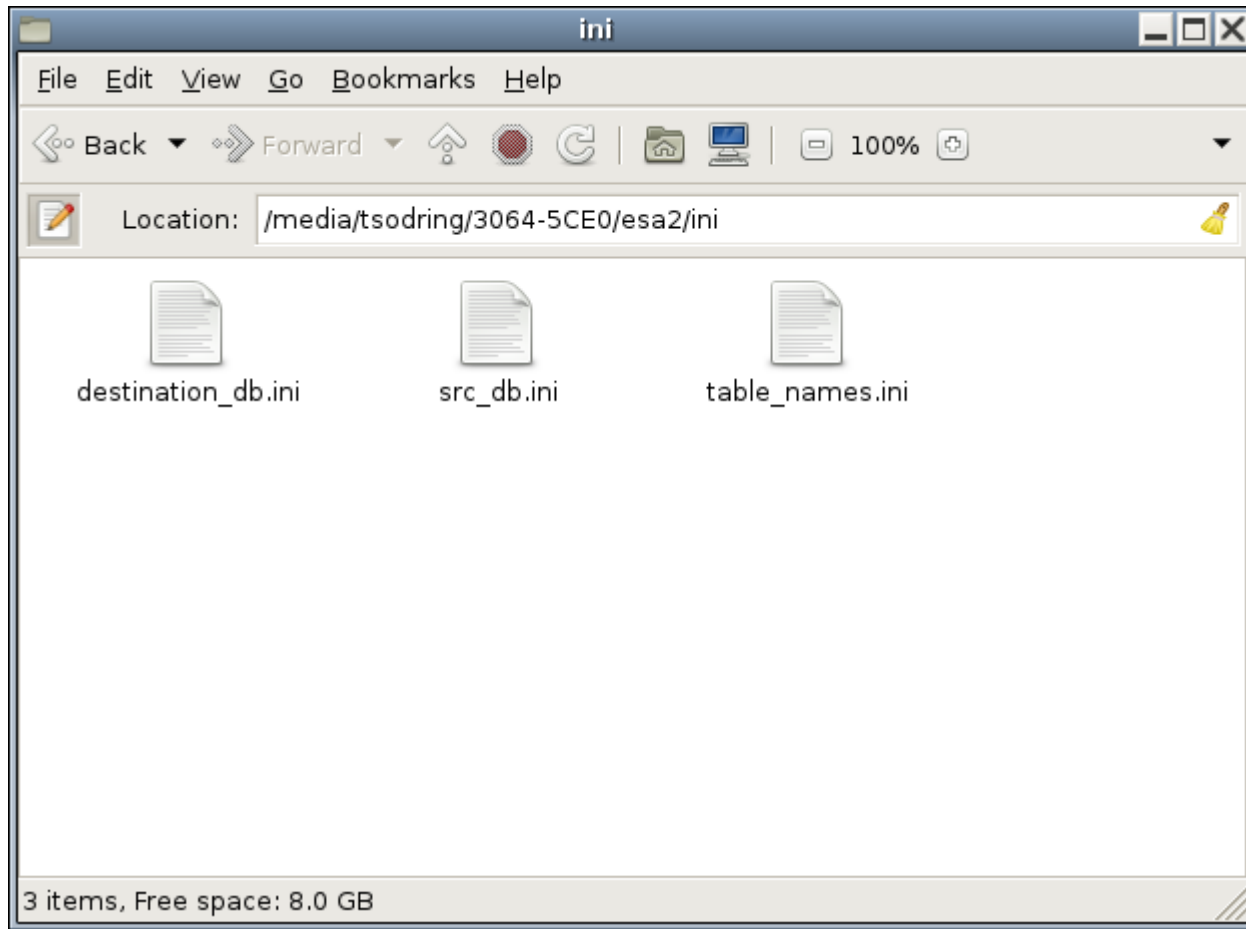 ini
File Edit View Go Bookmarks Help
Back Forward 100%
Location: /media/tsodring/3064-5CE0/esa2/ini
destination_db.ini src_db.ini table_names.ini
3 items, Free space: 8.0 GB